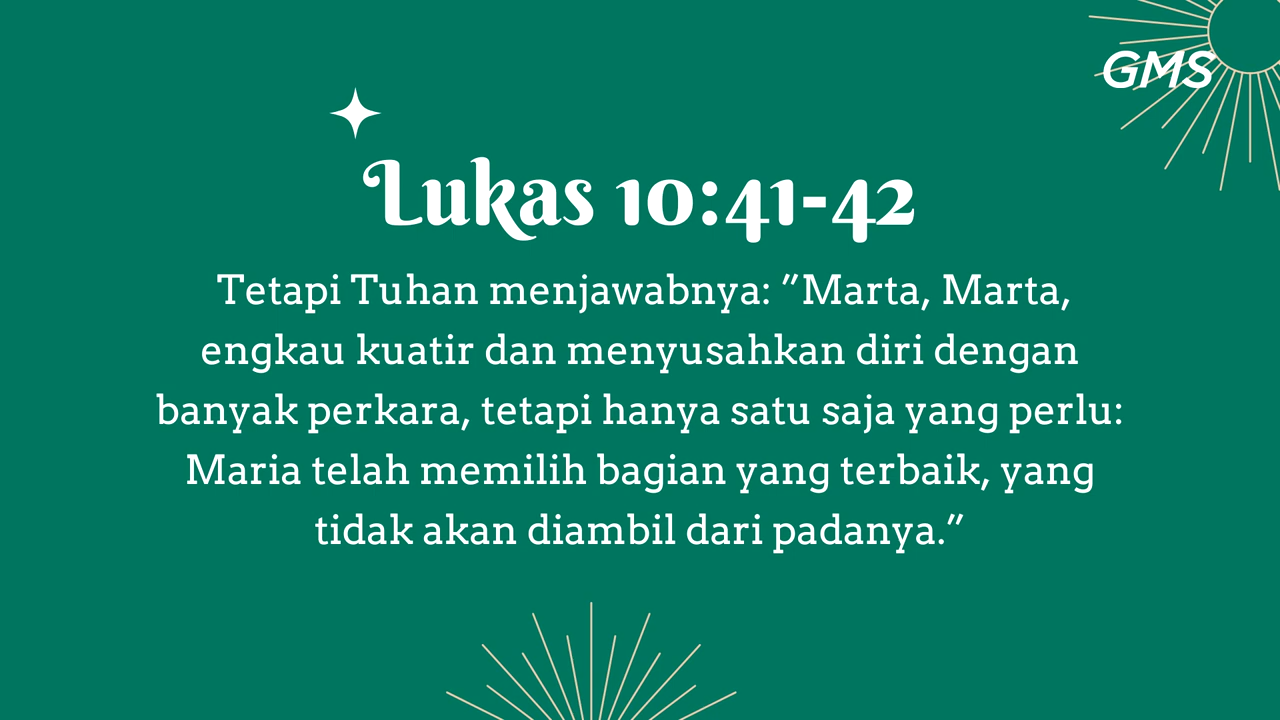 GMS
Lukas 10:41-42
Tetapi Tuhan menjawabnya: "Marta, Marta,
engkau kuatir dan menyusahkan diri dengan
banyak perkara, tetapi hanya satu saja yang perlu:
Maria telah memilih bagian yang terbaik, yang
tidak akan diambil dari padanya."